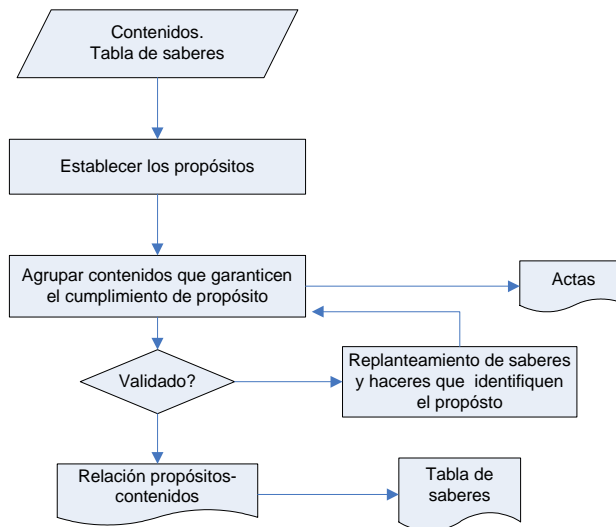 Contenidos.
Tabla de saberes
Establecer los propósitos
Agrupar contenidos que garanticen
el cumplimiento de propósito
Actas
Validado?
Replanteamiento de saberes
y haceres que identifiquen
el propósto
Relación propósitos-
contenidos
Tabla de
saberes